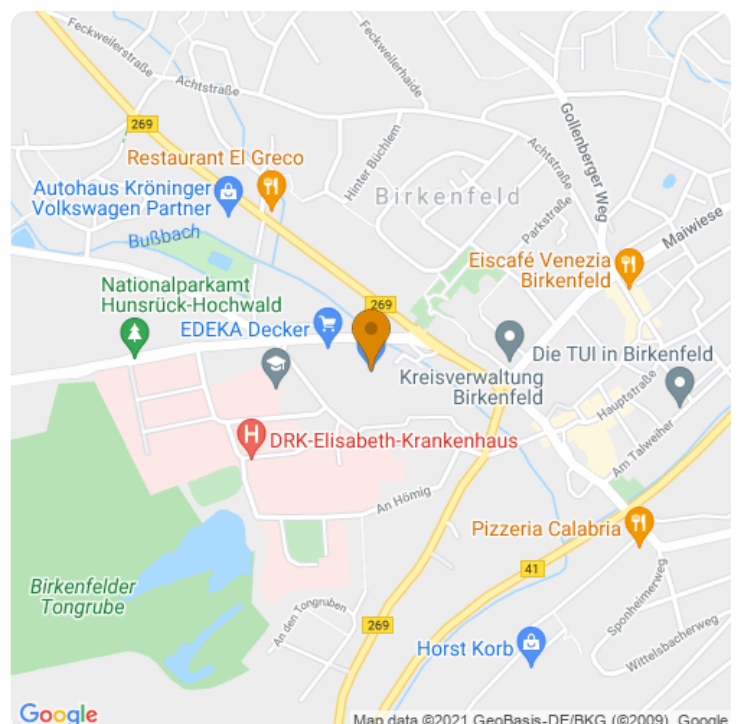 Feckweilerstraße
Achtstraße
Feckweilerhaide
269
Restaurant El Greco
Hinter Büchlem
Achtstraße
Gollenberger Weg
Autohaus Kröninger
Volkswagen Partner
Birkenfeld
Parkstraße
Maiwiese
Bußbach
Eiscafé Venezia
Birkenfeld
Nationalparkamt
Hunsrück-Hochwald
269
EDEKA Decker
Die TUI in Birkenfeld
Kreisverwaltung
Birkenfeld
Hauptstraße
H
DRK-Elisabeth-Krankenhaus
Am Talweiher
An Hömig
Pizzeria Calabria
41
Birkenfelder
Tongrube
An den Tongruben
269
Sponheimerweg
Horst Korb
Wittelsbacherweg
Google
Map data ©2021 GeoBasis-DE/BKG (©2009), Google